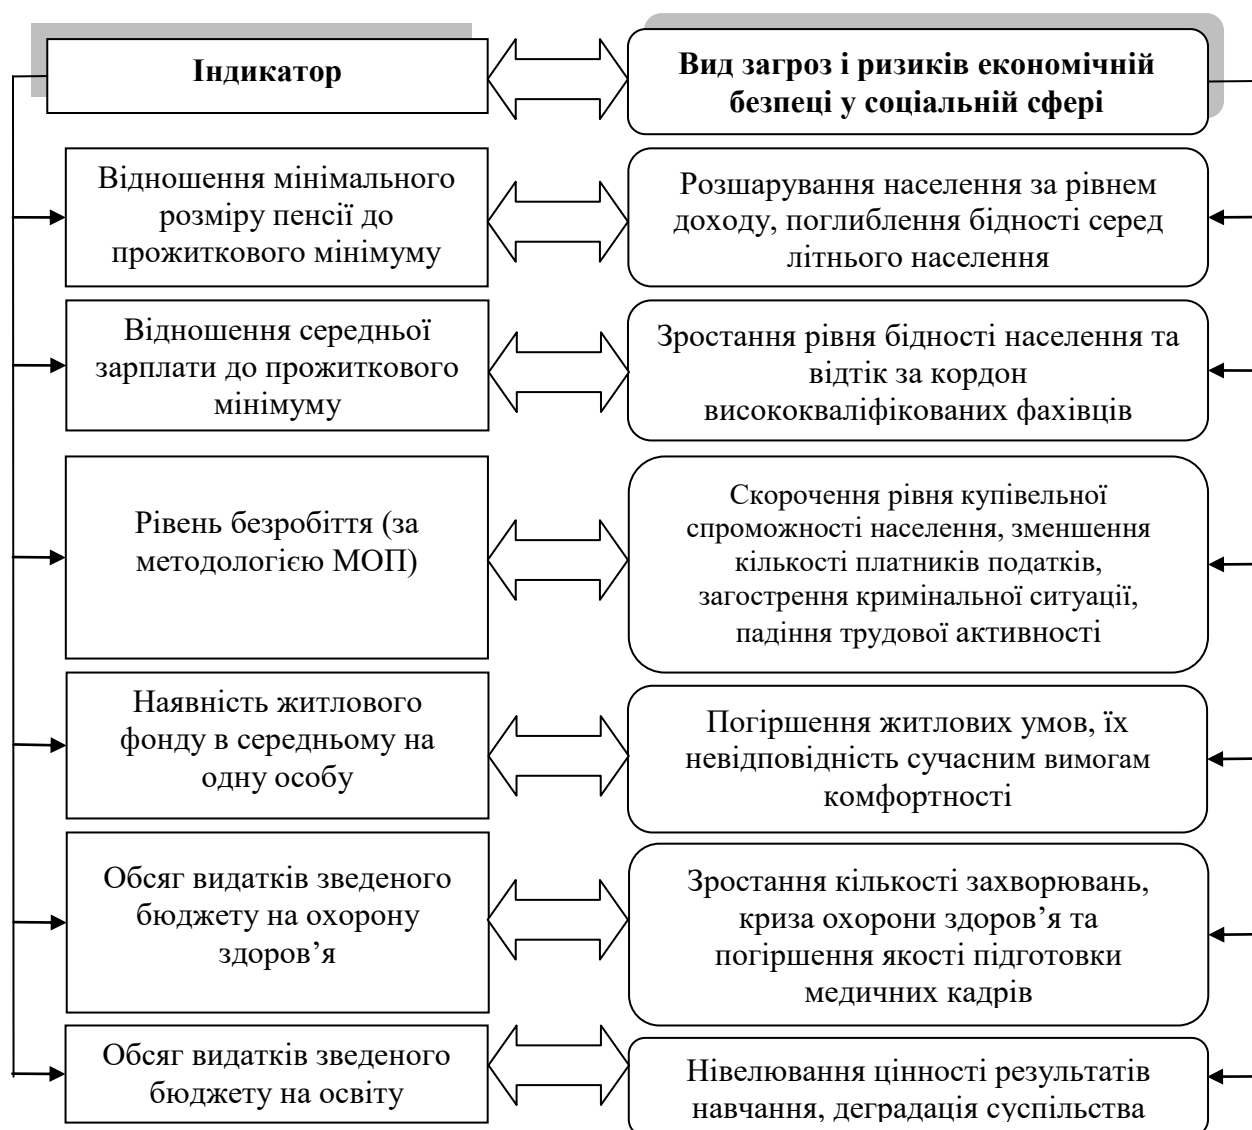 Індикатор
Вид загроз і ризиків економічній
безпеці у соціальній сфері
Відношення мінімального
розміру пенсії до
прожиткового мінімуму
Розшарування населення за рівнем
доходу, поглиблення бідності серед
літнього населення
Відношення середньої
зарплати до прожиткового
мінімуму
Зростання рівня бідності населення та
відтік за кордон
висококваліфікованих фахівців
Рівень безробіття (за
методологією МОП)
Скорочення рівня купівельної
спроможності населення, зменшення
кількості платників податків,
загострення кримінальної ситуації,
падіння трудової активності
Наявність житлового
фонду в середньому на
одну особу
Погіршення житлових умов, їх
невідповідність сучасним вимогам
комфортності
Обсяг видатків зведеного
бюджету на охорону
здоров’я
Зростання кількості захворювань,
криза охорони здоров’я та
погіршення якості підготовки
медичних кадрів
Обсяг видатків зведеного
бюджету на освіту
Нівелювання цінності результатів
навчання, деградація суспільства